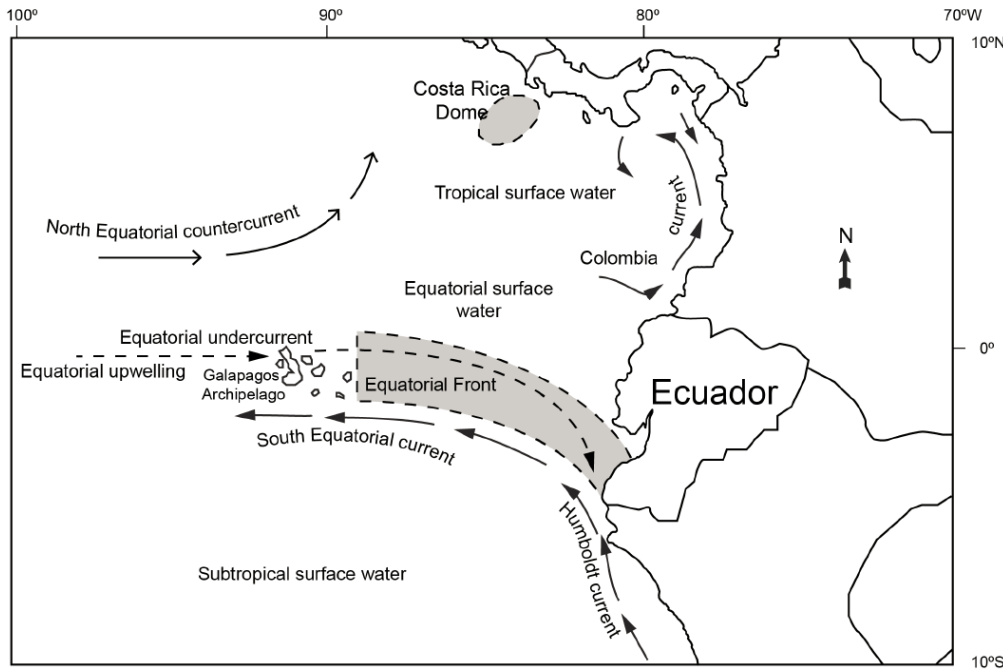 100º 90º 80º 70ºW
10ºN
Costa Rica
Dome
Tropical surface water
current
North Equatorial countercurrent
N
Colombia
Equatorial surface
water
Equatorial undercurrent
0º
Equatorial upwelling
Galapagos
Archipelago
Equatorial Front
Ecuador
South Equatorial current
Humboldt current
Subtropical surface water
10ºS